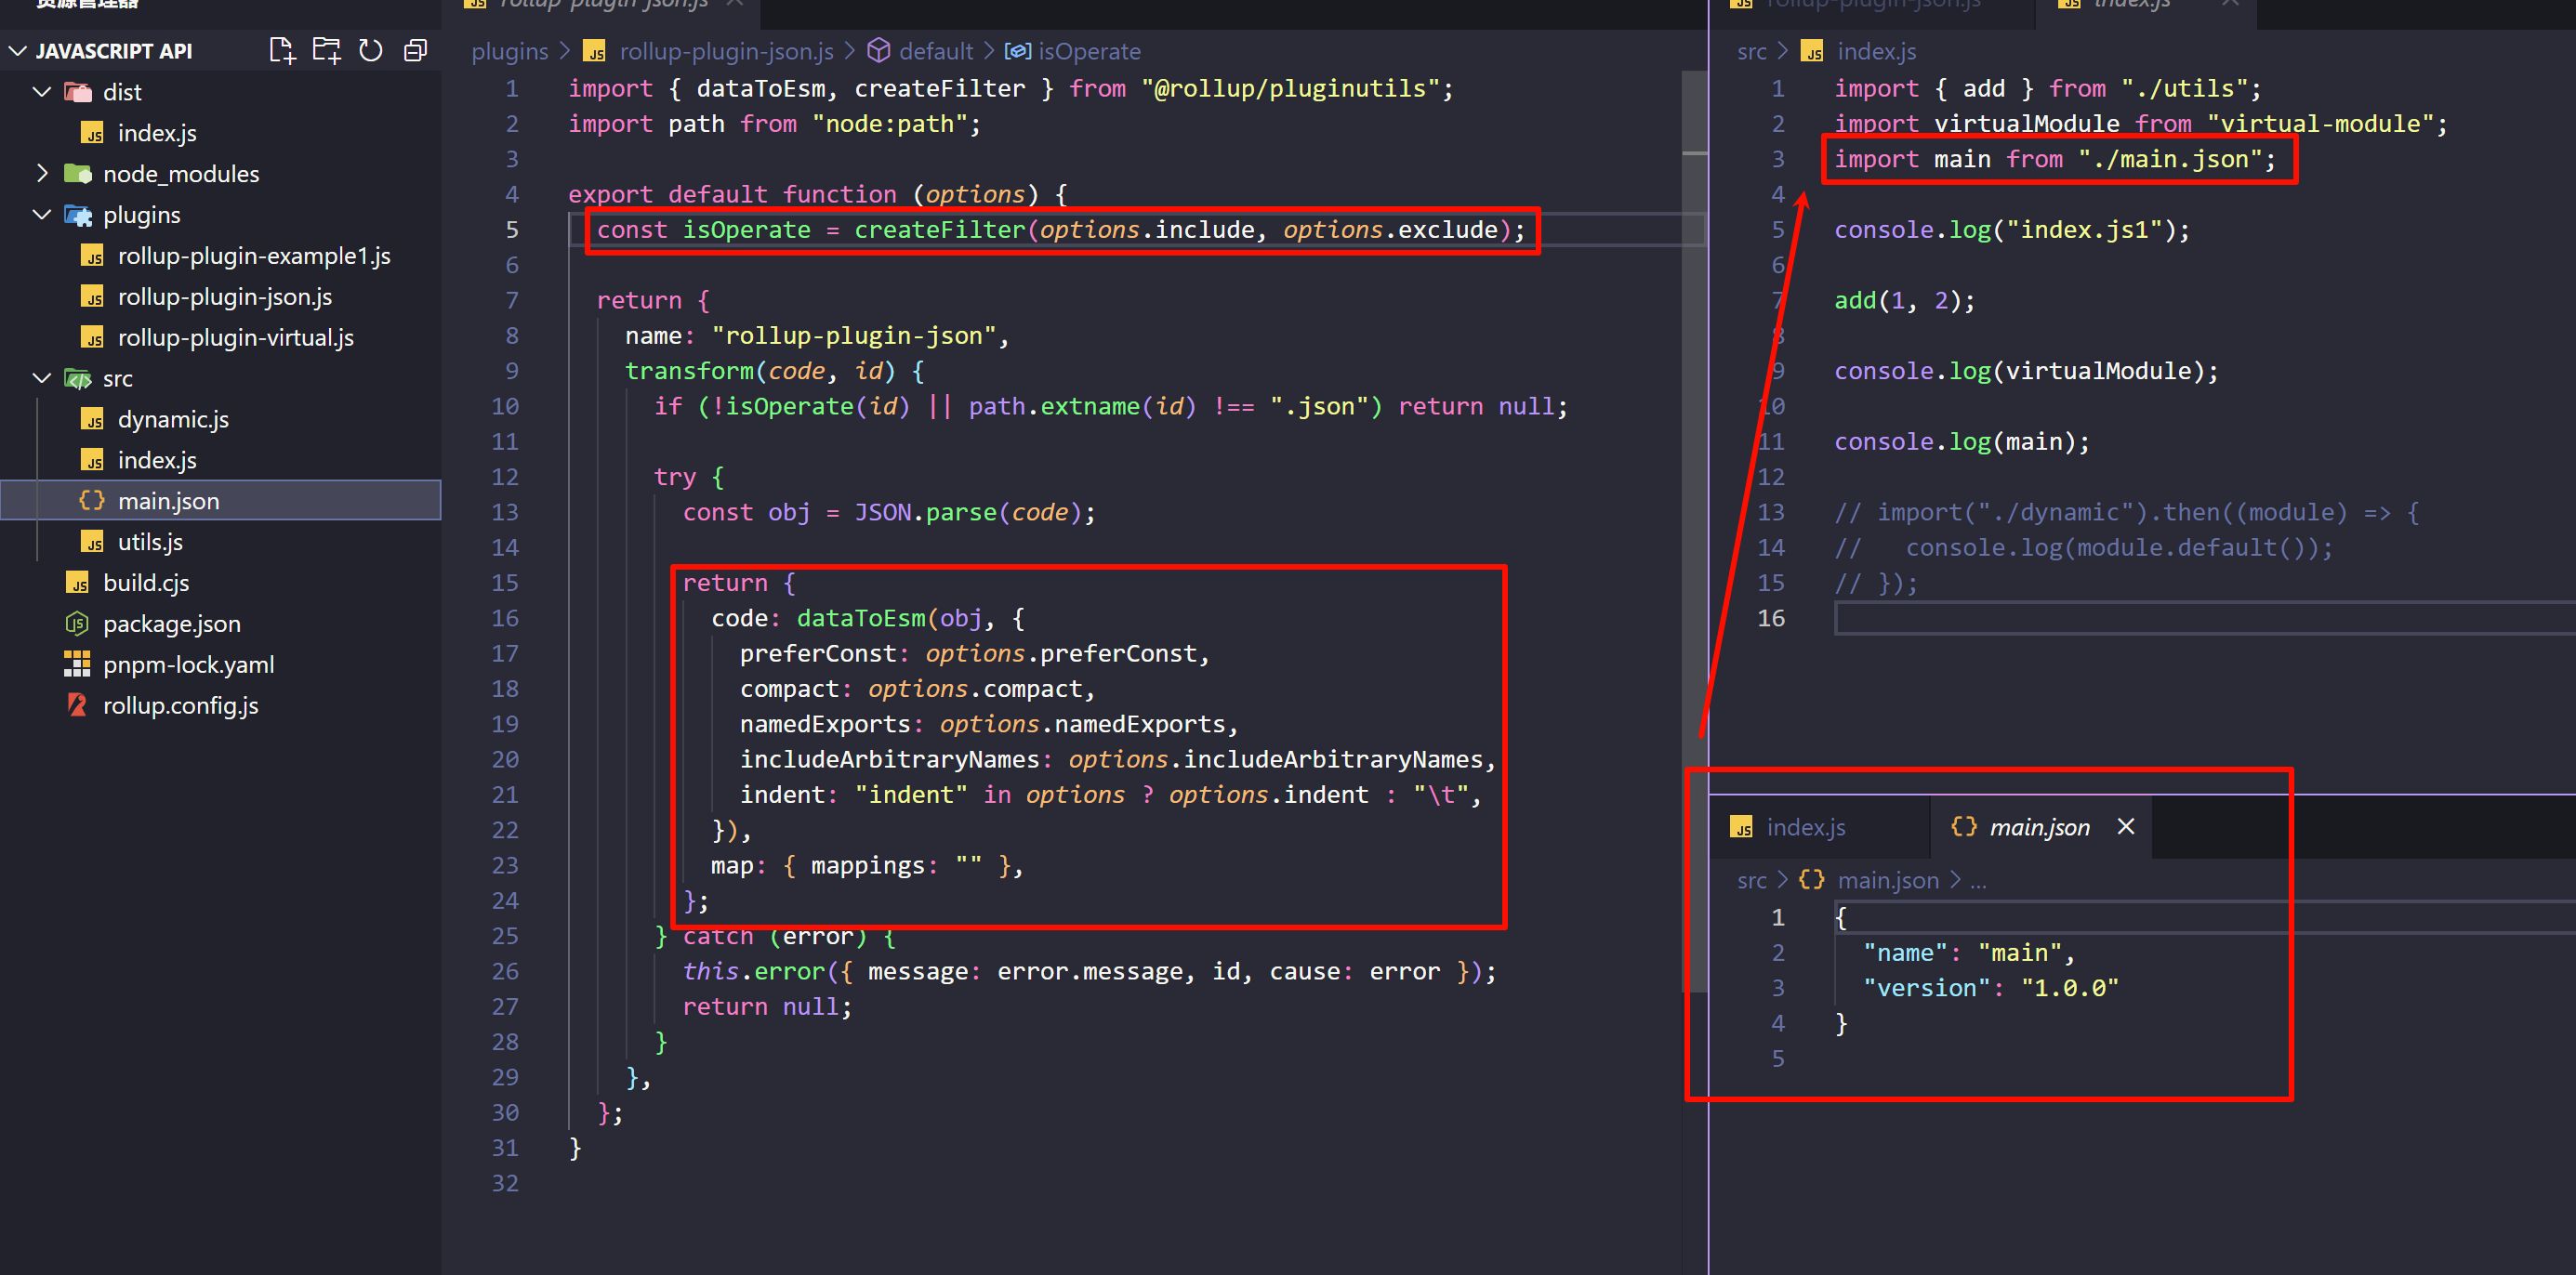 资源管理器
JAVASCRIPT API
dist
index.js
node_modules
plugins
rollup-plugin-example1.js
rollup-plugin-json.js
rollup-plugin-virtual.js
src
dynamic.js
index.js
main.json
utils.js
build.cjs
package.json
pnpm-lock.yaml
rollup.config.js
rollup-plugin-json.js
plugins > rollup-plugin-json.js > default > isOperate
1 import { dataToEsm, createFilter } from "@rollup/pluginutils";
2 import path from "node:path";
3
4 export default function (options) {
5 const isOperate = createFilter(options.include, options.exclude);
6
7 return {
8 name: "rollup-plugin-json",
9 transform(code, id) {
10 if (!isOperate(id) || path.extname(id) !== ".json") return null;
11
12 try {
13 const obj = JSON.parse(code);
14
15 return {
16 code: dataToEsm(obj, {
17 preferConst: options.preferConst,
18 compact: options.compact,
19 namedExports: options.namedExports,
20 includeArbitraryNames: options.includeArbitraryNames,
21 indent: "indent" in options ? options.indent : "\t",
22 }),
23 map: { mappings: "" },
24 };
25 } catch (error) {
26 this.error({ message: error.message, id, cause: error });
27 return null;
28 }
29 },
30 };
31 }
32
rollup-plugin-json.js
index.js
src > index.js
1 import { add } from "./utils";
2 import virtualModule from "virtual-module";
3 import main from "./main.json";
4
5 console.log("index.js1");
6
7 add(1, 2);
8
9 console.log(virtualModule);
10
11 console.log(main);
12
13 // import("./dynamic").then((module) => {
14 // console.log(module.default());
15 // });
16
index.js
main.json
src > {} main.json > ...
1 {
2 "name": "main",
3 "version": "1.0.0"
4 }
5